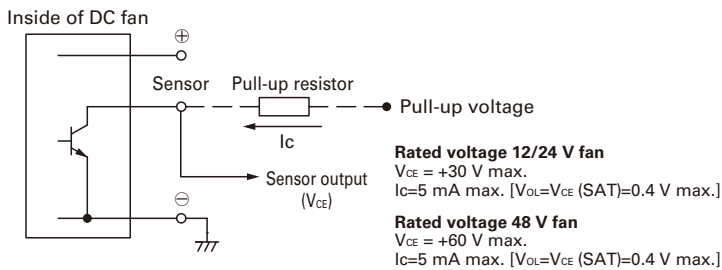 Inside of DC fan
⊕
Sensor
Pull-up resistor
Pull-up voltage
Ic
Sensor output
(VCE)
⊖
Rated voltage 12/24 V fan
VCE = +30 V max.
Ic=5 mA max. [VOL=VCE (SAT)=0.4 V max.]
Rated voltage 48 V fan
VCE = +60 V max.
Ic=5 mA max. [VOL=VCE (SAT)=0.4 V max.]